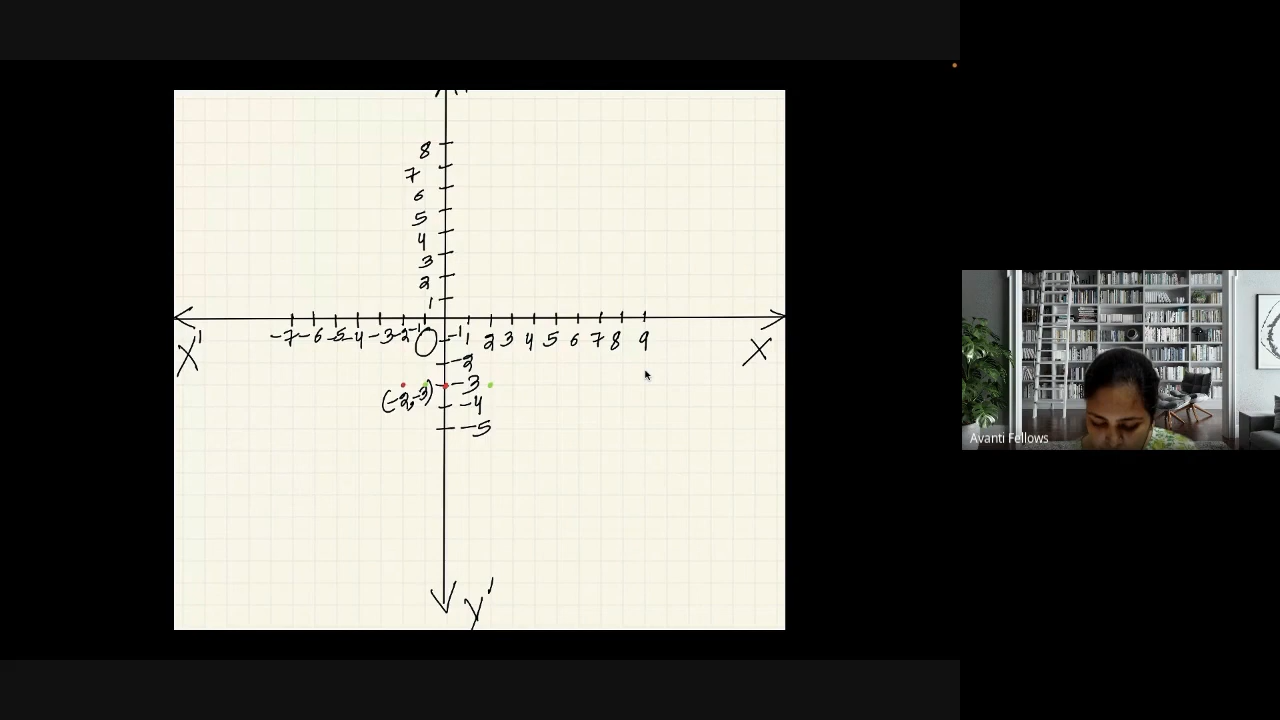 8
7
6
5
4
3
2
1
-7 -6 -5 -4 -3 -2 -1 O -1 1 2 3 4 5 6 7 8 9
X'
X
-2
-3
(-2,-3)
-4
-5
Y'
Avanti Fellows